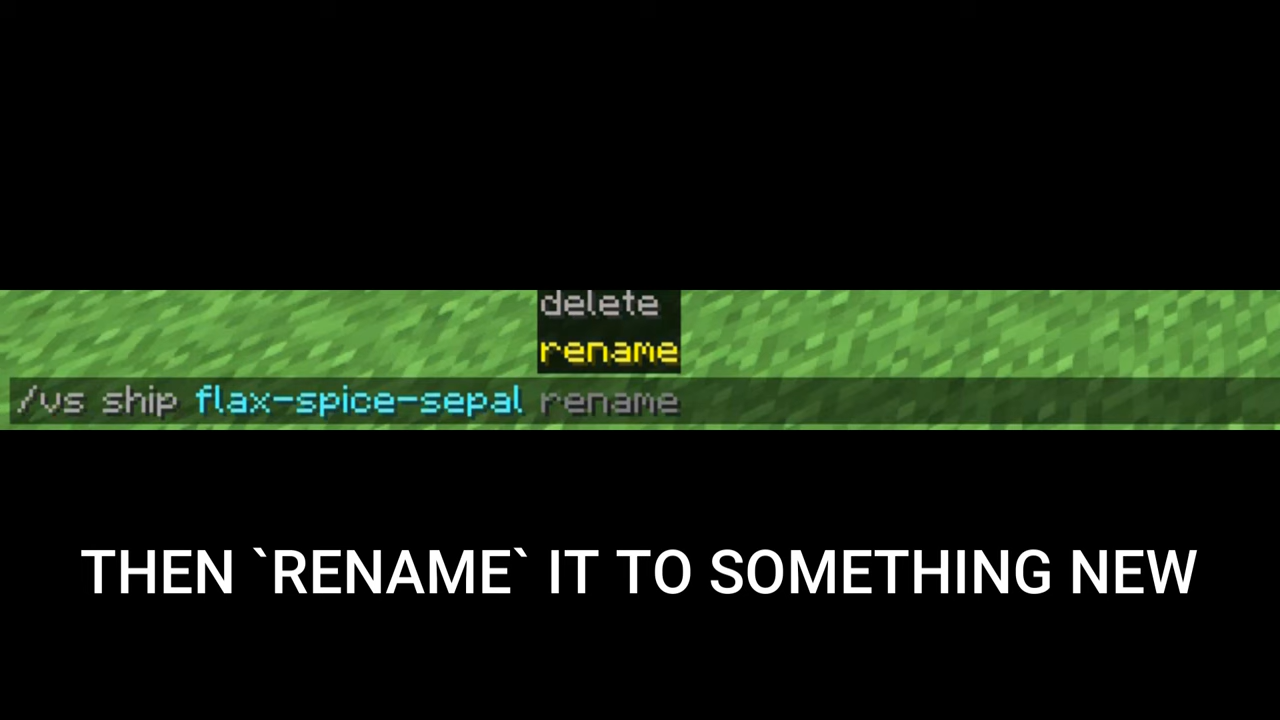 delete
rename
/vs ship flax-spice-sepal rename
THEN `RENAME` IT TO SOMETHING NEW